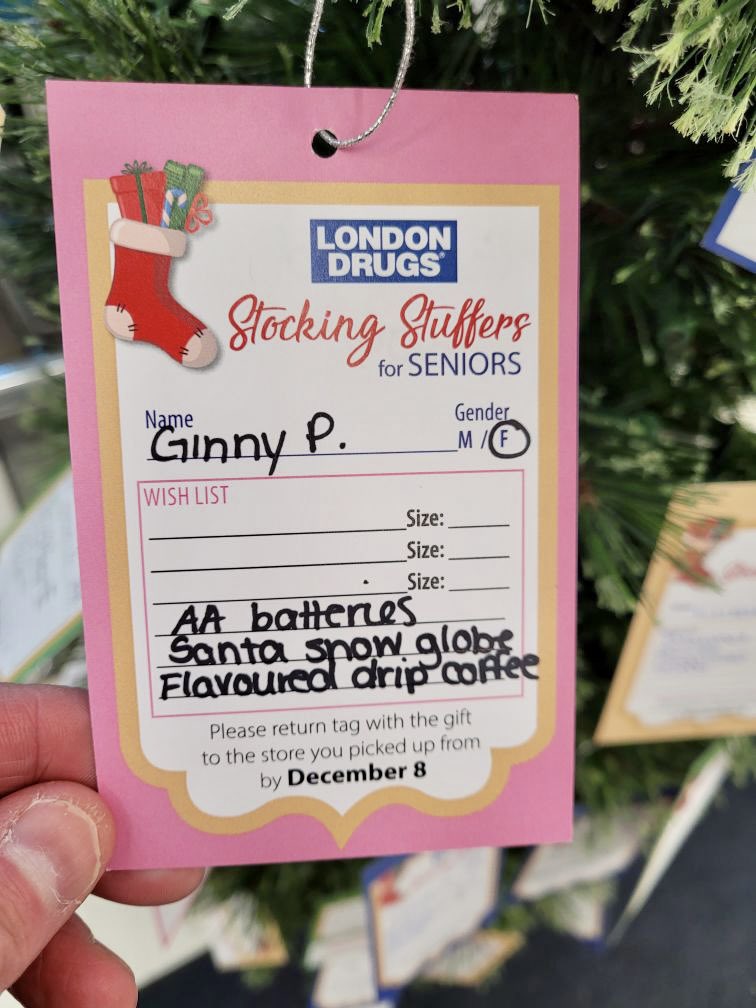 LONDON
DRUGS®
Stocking Stuffers
for SENIORS
Name Gender
Ginny P. M / F
WISH LIST
Size:
Size:
Size:
AA batteries
Santa snow globe
Flavoured drip coffee
Please return tag with the gift
to the store you picked up from
by December 8